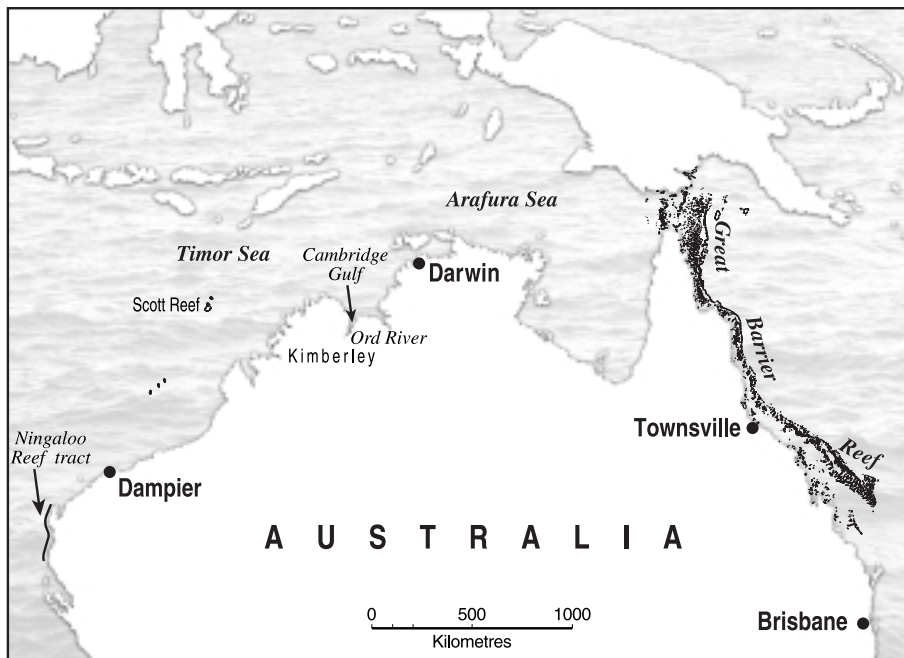 Arafura Sea
Great
Timor Sea
Cambridge
Gulf
Darwin
Scott Reef
Ord River
Kimberley
Barrier
Ningaloo
Reef tract
Townsville
Reef
Dampier
AUSTRALIA
0 500 1000
Kilometres
Brisbane